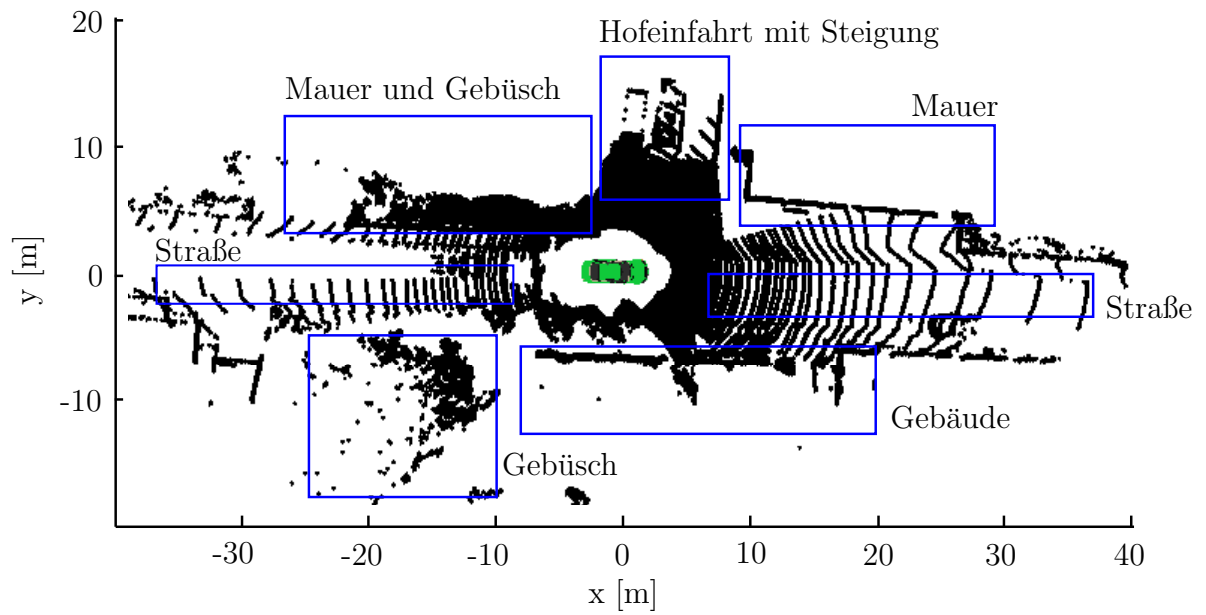 20
Hofeinfahrt mit Steigung
Mauer und Gebüsch
Mauer
10
Straße
y [m]
0
Straße
-10
Gebäude
Gebüsch
-30
-20
-10
0
10
20
30
40
x [m]